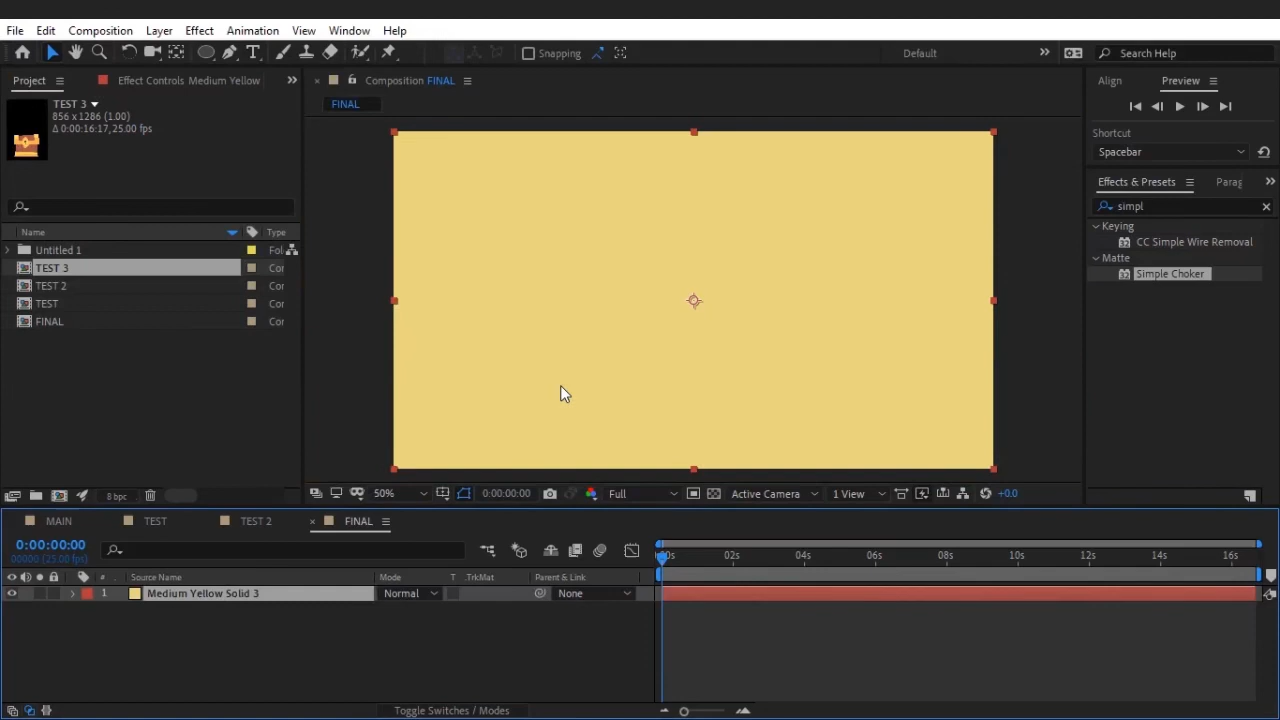 File Edit Composition Layer Effect Animation View Window Help
Snapping Default Search Help
Project Effect Controls Medium Yellow
Composition FINAL
Align Preview
TEST 3
856 x 1286 (1.00)
Δ 0:00:16:17, 25.00 fps
FINAL
Shortcut
Spacebar
Effects & Presets Parag
simpl
Keying
CC Simple Wire Removal
Matte
Simple Choker
Name Type
Untitled 1 Fol
TEST 3 Cor
TEST 2 Cor
TEST Cor
FINAL Cor
8 bpc
50% 0:00:00:00 Full Active Camera 1 View +0.0
MAIN TEST TEST 2 FINAL
0:00:00:00
00000 (25.00 fps)
:00s 02s 04s 06s 08s 10s 12s 14s 16s
# Source Name Mode T .TrkMat Parent & Link
1 Medium Yellow Solid 3 Normal None
Toggle Switches / Modes